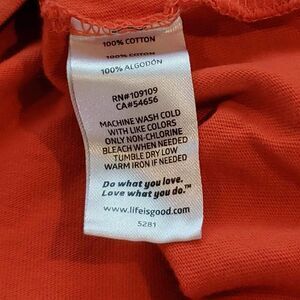 100% COTTON
100% COTON
100% ALGODÓN
RN#109109
CA#54656
MACHINE WASH COLD
WITH LIKE COLORS
ONLY NON-CHLORINE
BLEACH WHEN NEEDED
TUMBLE DRY LOW
WARM IRON IF NEEDED
Do what you love.
Love what you do.™
www.lifeisgood.com
5281